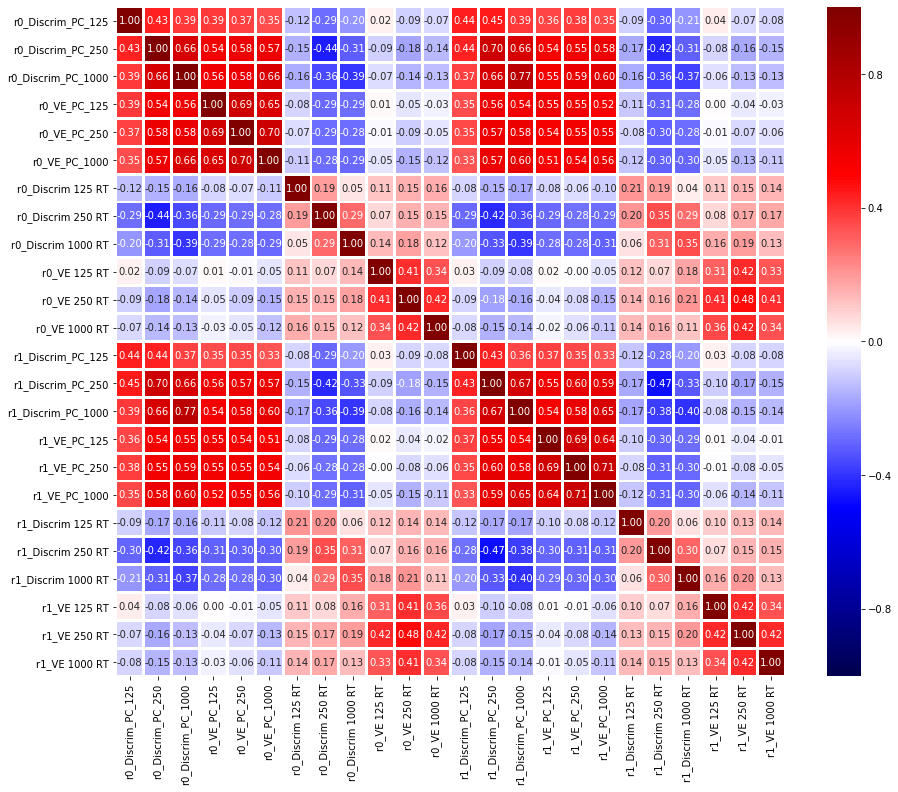 r0_Discrim_PC_125 1.00 0.43 0.39 0.39 0.37 0.35 -0.12 -0.29 -0.20 0.02 -0.09 -0.07 0.44 0.45 0.39 0.36 0.38 0.35 -0.09 -0.30 -0.21 0.04 -0.07 -0.08
r0_Discrim_PC_250 0.43 1.00 0.66 0.54 0.58 0.57 -0.15 -0.44 -0.31 -0.09 -0.18 -0.14 0.44 0.70 0.66 0.54 0.55 0.58 -0.17 -0.42 -0.31 -0.08 -0.16 -0.15
r0_Discrim_PC_1000 0.39 0.66 1.00 0.56 0.58 0.66 -0.16 -0.36 -0.39 -0.07 -0.14 -0.13 0.37 0.66 0.77 0.55 0.59 0.60 -0.16 -0.36 -0.37 -0.06 -0.13 -0.13
r0_VE_PC_125 0.39 0.54 0.56 1.00 0.69 0.65 -0.08 -0.29 -0.29 0.01 -0.05 -0.03 0.35 0.56 0.54 0.55 0.55 0.52 -0.11 -0.31 -0.28 0.00 -0.04 -0.03
r0_VE_PC_250 0.37 0.58 0.58 0.69 1.00 0.70 -0.07 -0.29 -0.28 -0.01 -0.09 -0.05 0.35 0.57 0.58 0.54 0.55 0.55 -0.08 -0.30 -0.28 -0.01 -0.07 -0.06
r0_VE_PC_1000 0.35 0.57 0.66 0.65 0.70 1.00 -0.11 -0.28 -0.29 -0.05 -0.15 -0.12 0.33 0.57 0.60 0.51 0.54 0.56 -0.12 -0.30 -0.30 -0.05 -0.13 -0.11
r0_Discrim 125 RT -0.12 -0.15 -0.16 -0.08 -0.07 -0.11 1.00 0.19 0.05 0.11 0.15 0.16 -0.08 -0.15 -0.17 -0.08 -0.06 -0.10 0.21 0.19 0.04 0.11 0.15 0.14
r0_Discrim 250 RT -0.29 -0.44 -0.36 -0.29 -0.29 -0.28 0.19 1.00 0.29 0.07 0.15 0.15 -0.29 -0.42 -0.36 -0.29 -0.28 -0.29 0.20 0.35 0.29 0.08 0.17 0.17
r0_Discrim 1000 RT -0.20 -0.31 -0.39 -0.29 -0.28 -0.29 0.05 0.29 1.00 0.14 0.18 0.12 -0.20 -0.33 -0.39 -0.28 -0.28 -0.31 0.06 0.31 0.35 0.16 0.19 0.13
r0_VE 125 RT 0.02 -0.09 -0.07 0.01 -0.01 -0.05 0.11 0.07 0.14 1.00 0.41 0.34 0.03 -0.09 -0.08 0.02 -0.00 -0.05 0.12 0.07 0.18 0.31 0.42 0.33
r0_VE 250 RT -0.09 -0.18 -0.14 -0.05 -0.09 -0.15 0.15 0.15 0.18 0.41 1.00 0.42 -0.09 -0.18 -0.16 -0.04 -0.08 -0.15 0.14 0.16 0.21 0.41 0.48 0.41
r0_VE 1000 RT -0.07 -0.14 -0.13 -0.03 -0.05 -0.12 0.16 0.15 0.12 0.34 0.42 1.00 -0.08 -0.15 -0.14 -0.02 -0.06 -0.11 0.14 0.16 0.11 0.36 0.42 0.34
r1_Discrim_PC_125 0.44 0.44 0.37 0.35 0.35 0.33 -0.08 -0.29 -0.20 0.03 -0.09 -0.08 1.00 0.43 0.36 0.37 0.35 0.33 -0.12 -0.28 -0.20 0.03 -0.08 -0.08
r1_Discrim_PC_250 0.45 0.70 0.66 0.56 0.57 0.57 -0.15 -0.42 -0.33 -0.09 -0.18 -0.15 0.43 1.00 0.67 0.55 0.60 0.59 -0.17 -0.47 -0.33 -0.10 -0.17 -0.15
r1_Discrim_PC_1000 0.39 0.66 0.77 0.54 0.58 0.60 -0.17 -0.36 -0.39 -0.08 -0.16 -0.14 0.36 0.67 1.00 0.54 0.58 0.65 -0.17 -0.38 -0.40 -0.08 -0.15 -0.14
r1_VE_PC_125 0.36 0.54 0.55 0.55 0.54 0.51 -0.08 -0.29 -0.28 0.02 -0.04 -0.02 0.37 0.55 0.54 1.00 0.69 0.64 -0.10 -0.30 -0.29 0.01 -0.04 -0.01
r1_VE_PC_250 0.38 0.55 0.59 0.55 0.55 0.54 -0.06 -0.28 -0.28 -0.00 -0.08 -0.06 0.35 0.60 0.58 0.69 1.00 0.71 -0.08 -0.31 -0.30 -0.01 -0.08 -0.05
r1_VE_PC_1000 0.35 0.58 0.60 0.52 0.55 0.56 -0.10 -0.29 -0.31 -0.05 -0.15 -0.11 0.33 0.59 0.65 0.64 0.71 1.00 -0.12 -0.31 -0.30 -0.06 -0.14 -0.11
r1_Discrim 125 RT -0.09 -0.17 -0.16 -0.11 -0.08 -0.12 0.21 0.20 0.06 0.12 0.14 0.14 -0.12 -0.17 -0.17 -0.10 -0.08 -0.12 1.00 0.20 0.06 0.10 0.13 0.14
r1_Discrim 250 RT -0.30 -0.42 -0.36 -0.31 -0.30 -0.30 0.19 0.35 0.31 0.07 0.16 0.16 -0.28 -0.47 -0.38 -0.30 -0.31 -0.31 0.20 1.00 0.30 0.07 0.15 0.15
r1_Discrim 1000 RT -0.21 -0.31 -0.37 -0.28 -0.28 -0.30 0.04 0.29 0.35 0.18 0.21 0.11 -0.20 -0.33 -0.40 -0.29 -0.30 -0.30 0.06 0.30 1.00 0.16 0.20 0.13
r1_VE 125 RT 0.04 -0.08 -0.06 0.00 -0.01 -0.05 0.11 0.08 0.16 0.31 0.41 0.36 0.03 -0.10 -0.08 0.01 -0.01 -0.06 0.10 0.07 0.16 1.00 0.42 0.34
r1_VE 250 RT -0.07 -0.16 -0.13 -0.04 -0.07 -0.13 0.15 0.17 0.19 0.42 0.48 0.42 -0.08 -0.17 -0.15 -0.04 -0.08 -0.14 0.13 0.15 0.20 0.42 1.00 0.42
r1_VE 1000 RT -0.08 -0.15 -0.13 -0.03 -0.06 -0.11 0.14 0.17 0.13 0.33 0.41 0.34 -0.08 -0.15 -0.14 -0.01 -0.05 -0.11 0.14 0.15 0.13 0.34 0.42 1.00
r0_Discrim_PC_125
r0_Discrim_PC_250
r0_Discrim_PC_1000
r0_VE_PC_125
r0_VE_PC_250
r0_VE_PC_1000
r0_Discrim 125 RT
r0_Discrim 250 RT
r0_Discrim 1000 RT
r0_VE 125 RT
r0_VE 250 RT
r0_VE 1000 RT
r1_Discrim_PC_125
r1_Discrim_PC_250
r1_Discrim_PC_1000
r1_VE_PC_125
r1_VE_PC_250
r1_VE_PC_1000
r1_Discrim 125 RT
r1_Discrim 250 RT
r1_Discrim 1000 RT
r1_VE 125 RT
r1_VE 250 RT
r1_VE 1000 RT
0.8
0.4
0.0
-0.4
-0.8